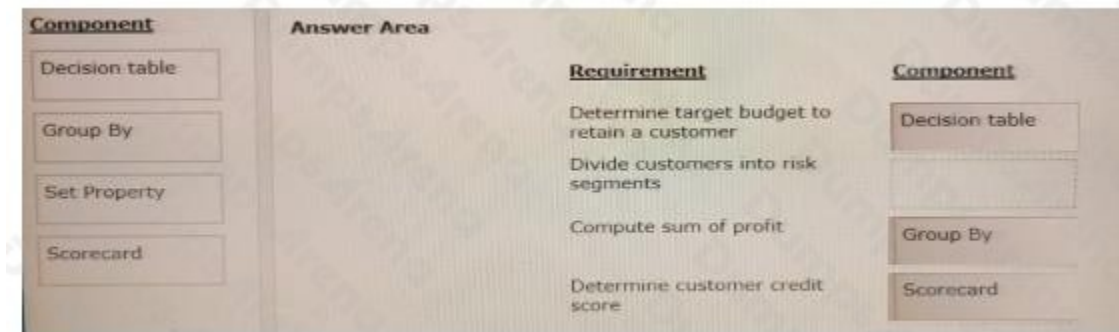 Component
Answer Area
Decision table
Group By
Set Property
Scorecard
Requirement
Component
Determine target budget to
retain a customer
Decision table
Divide customers into risk
segments
Compute sum of profit
Group By
Determine customer credit
score
Scorecard